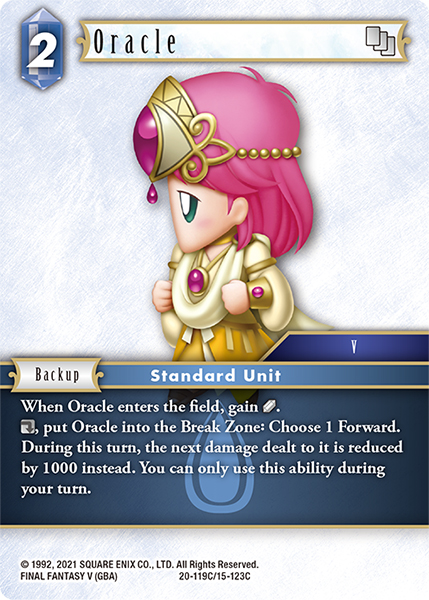 2
Oracle
V
Backup
Standard Unit
When Oracle enters the field, gain .
, put Oracle into the Break Zone: Choose 1 Forward.
During this turn, the next damage dealt to it is reduced
by 1000 instead. You can only use this ability during
your turn.
© 1992, 2021 SQUARE ENIX CO., LTD. All Rights Reserved.
FINAL FANTASY V (GBA) 20-119C/15-123C